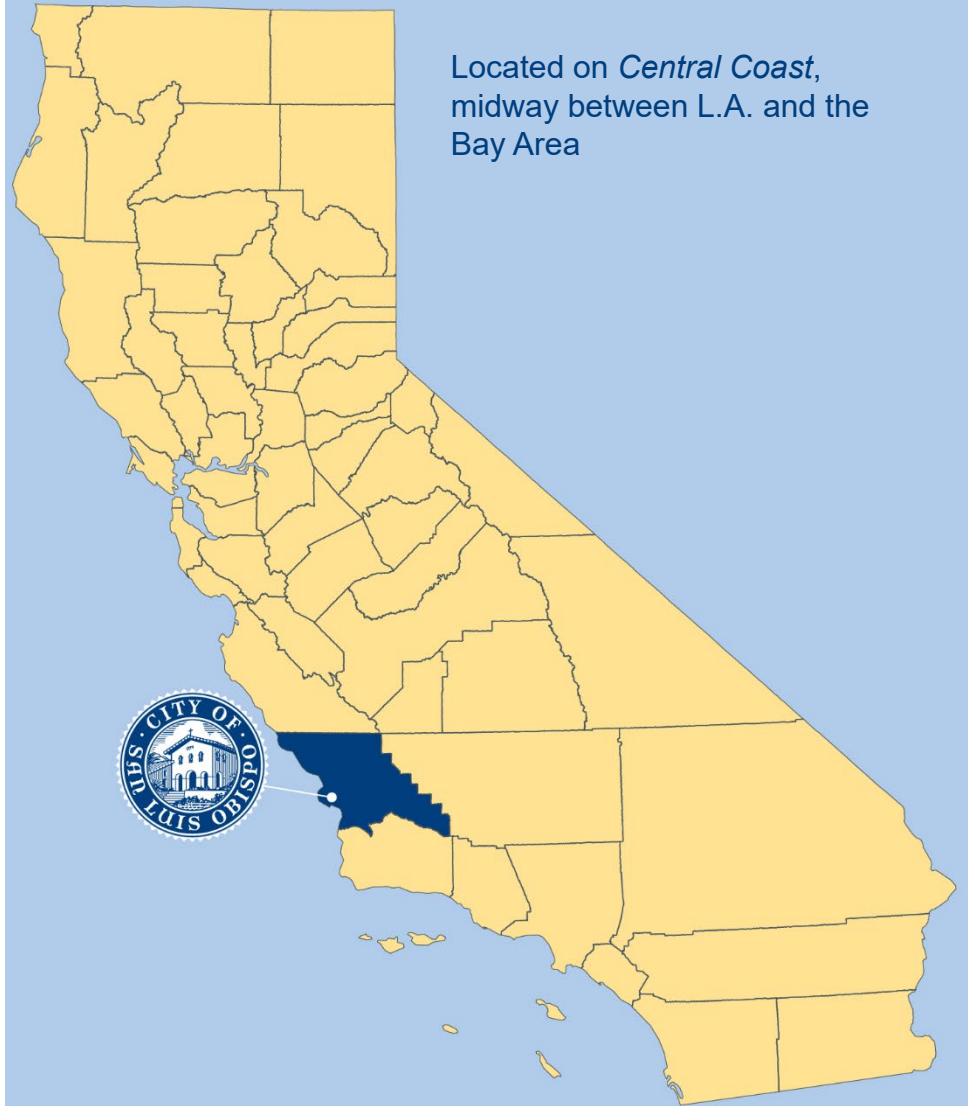 Located on Central Coast,
midway between L.A. and the
Bay Area
· CITY OF ·
SAN LUIS OBISPO